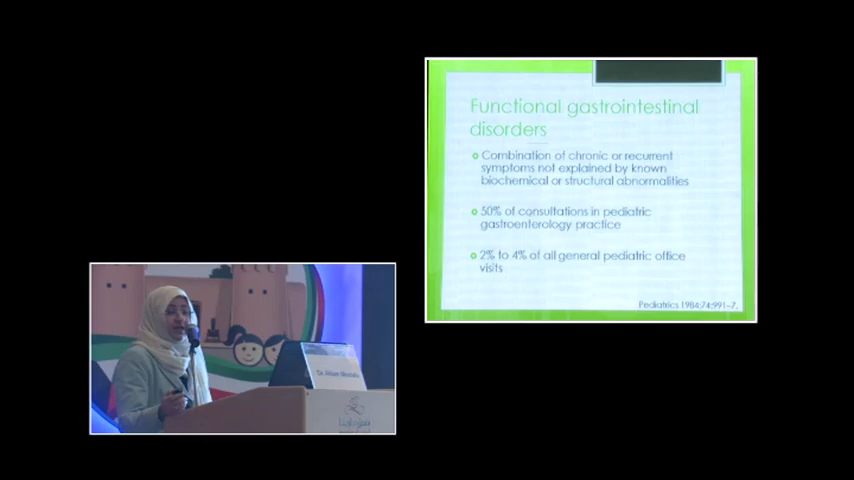 Functional gastrointestinal
disorders
Combination of chronic or recurrent
symptoms not explained by known
biochemical or structural abnormalities
50% of consultations in pediatric
gastroenterology practice
2% to 4% of all general pediatric office
visits
Pediatrics 1984;74:991–7.
Dr.